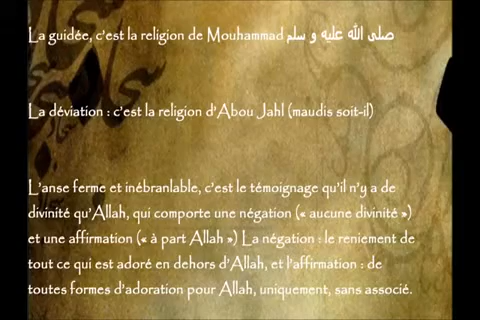 La guidée, c'est la religion de Mouhammad صلى الله عليه و سلم
La déviation : c'est la religion d'Abou Jahl (maudis soit-il)
L'anse ferme et inébranlable, c'est le témoignage qu'il n'y a de
divinité qu'Allah, qui comporte une négation (« aucune divinité »)
et une affirmation (« à part Allah ») La négation : le reniement de
tout ce qui est adoré en dehors d'Allah, et l'affirmation : de
toutes formes d'adoration pour Allah, uniquement, sans associé.